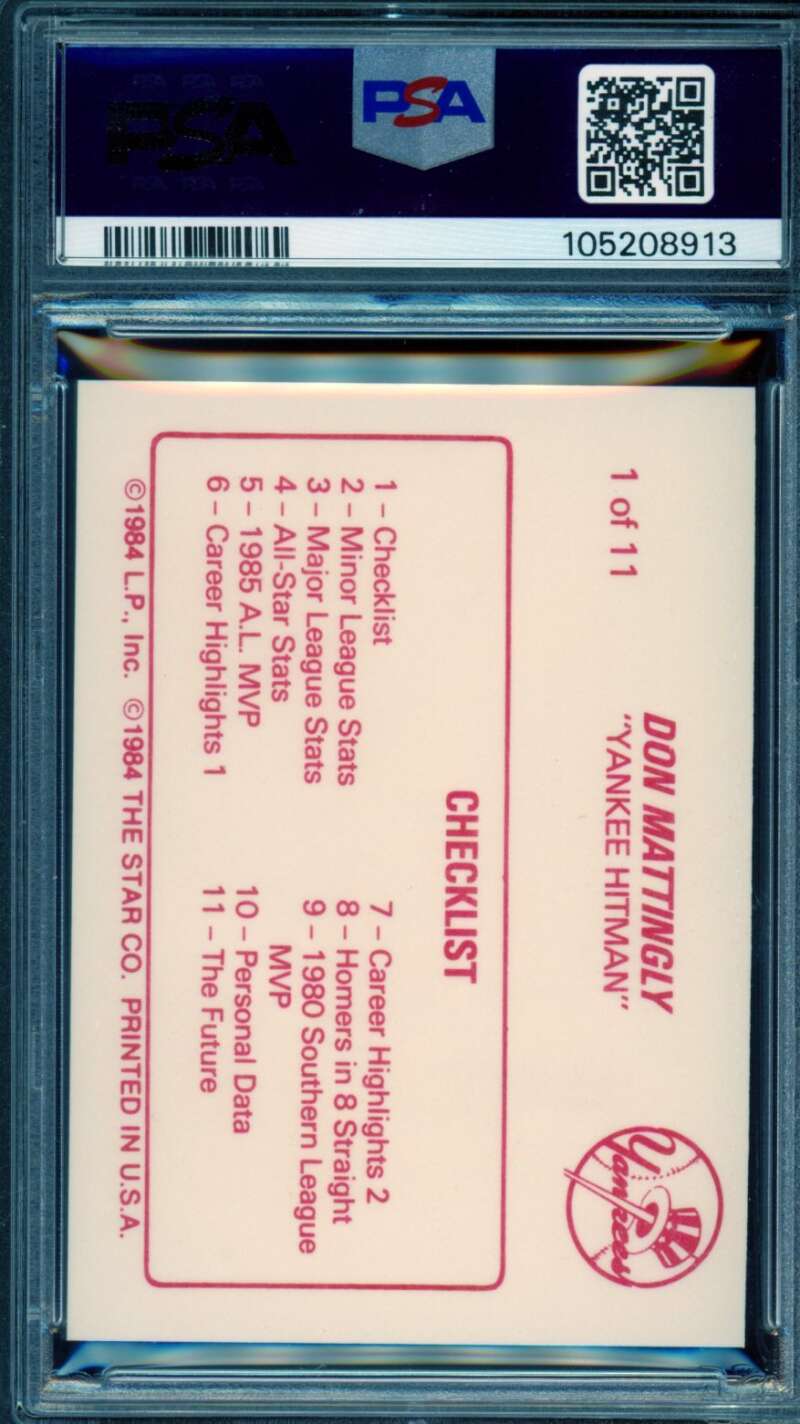 PSA
PSA
105208913
1 of 11
DON MATTINGLY
"YANKEE HITMAN"
Yankees
CHECKLIST
1 – Checklist
2 – Minor League Stats
3 – Major League Stats
4 – All-Star Stats
5 – 1985 A.L. MVP
6 – Career Highlights 1
7 – Career Highlights 2
8 – Homers in 8 Straight
9 – 1980 Southern League
MVP
10 – Personal Data
11 – The Future
©1984 L.P., Inc. ©1984 THE STAR CO. PRINTED IN U.S.A.